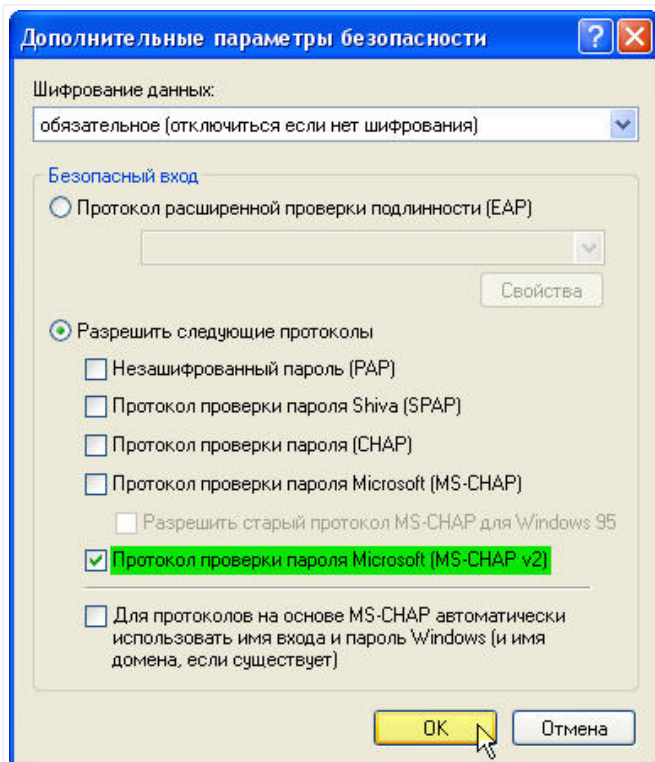 Дополнительные параметры безопасности
Шифрование данных:
обязательное (отключиться если нет шифрования)
Безопасный вход
Протокол расширенной проверки подлинности (EAP)
Свойства
Разрешить следующие протоколы
Незашифрованный пароль (PAP)
Протокол проверки пароля Shiva (SPAP)
Протокол проверки пароля (CHAP)
Протокол проверки пароля Microsoft (MS-CHAP)
Разрешить старый протокол MS-CHAP для Windows 95
Протокол проверки пароля Microsoft (MS-CHAP v2)
Для протоколов на основе MS-CHAP автоматически
использовать имя входа и пароль Windows (и имя
домена, если существует)
OK Отмена